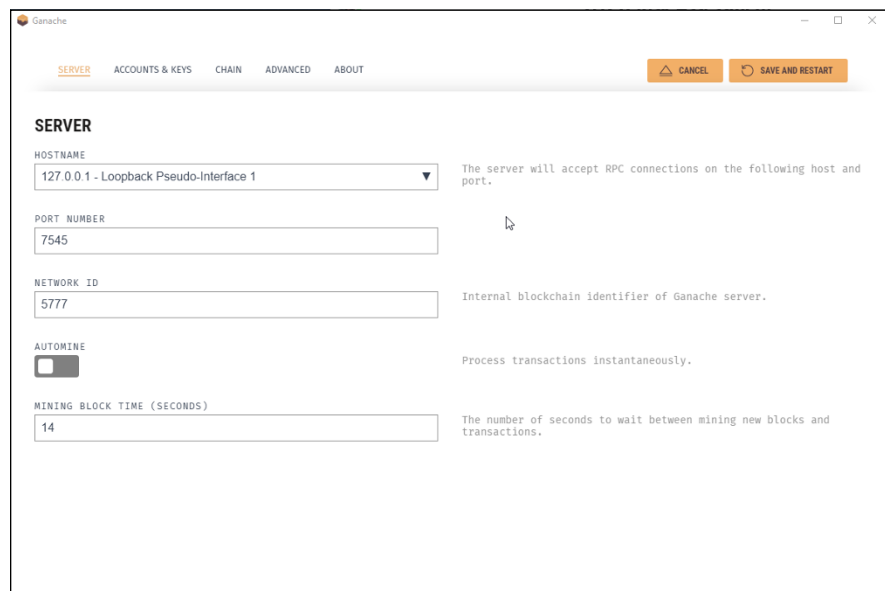 Ganache
SERVER ACCOUNTS & KEYS CHAIN ADVANCED ABOUT CANCEL SAVE AND RESTART
SERVER
HOSTNAME
127.0.0.1 - Loopback Pseudo-Interface 1
The server will accept RPC connections on the following host and
port.
PORT NUMBER
7545
NETWORK ID
5777
Internal blockchain identifier of Ganache server.
AUTOMINE
Process transactions instantaneously.
MINING BLOCK TIME (SECONDS)
14
The number of seconds to wait between mining new blocks and
transactions.